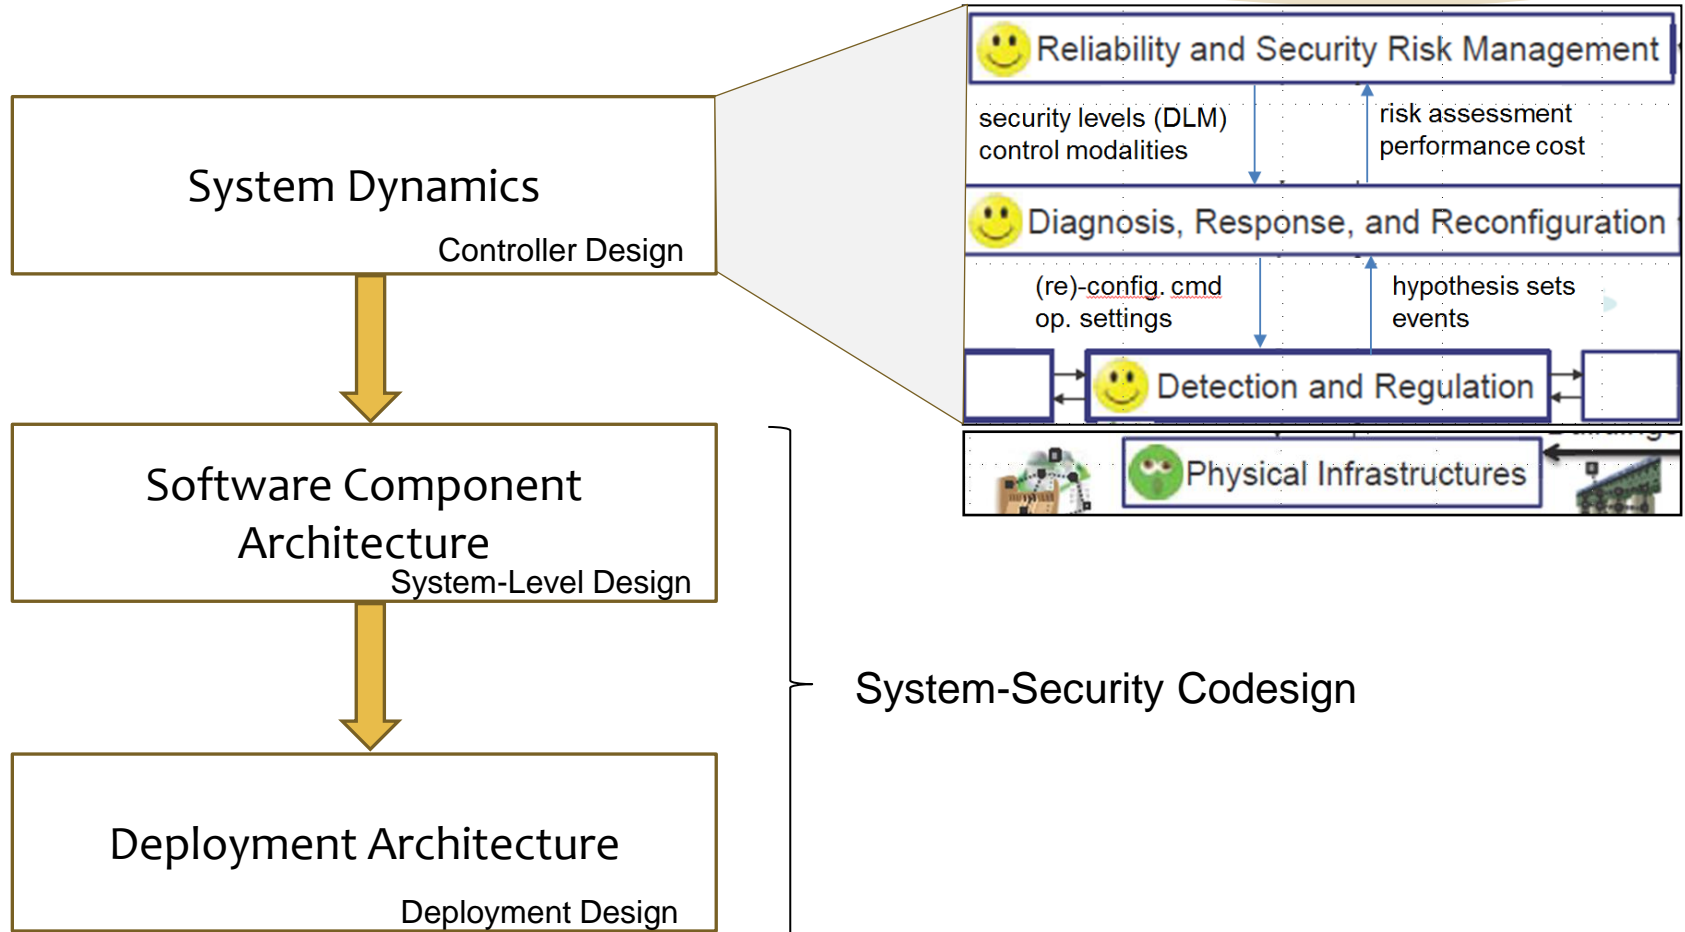 System Dynamics
Controller Design
Software Component
Architecture
System-Level Design
Deployment Architecture
Deployment Design
System-Security Codesign
Reliability and Security Risk Management
security levels (DLM)
control modalities
risk assessment
performance cost
Diagnosis, Response, and Reconfiguration
(re)-config. cmd
op. settings
hypothesis sets
events
Detection and Regulation
Physical Infrastructures